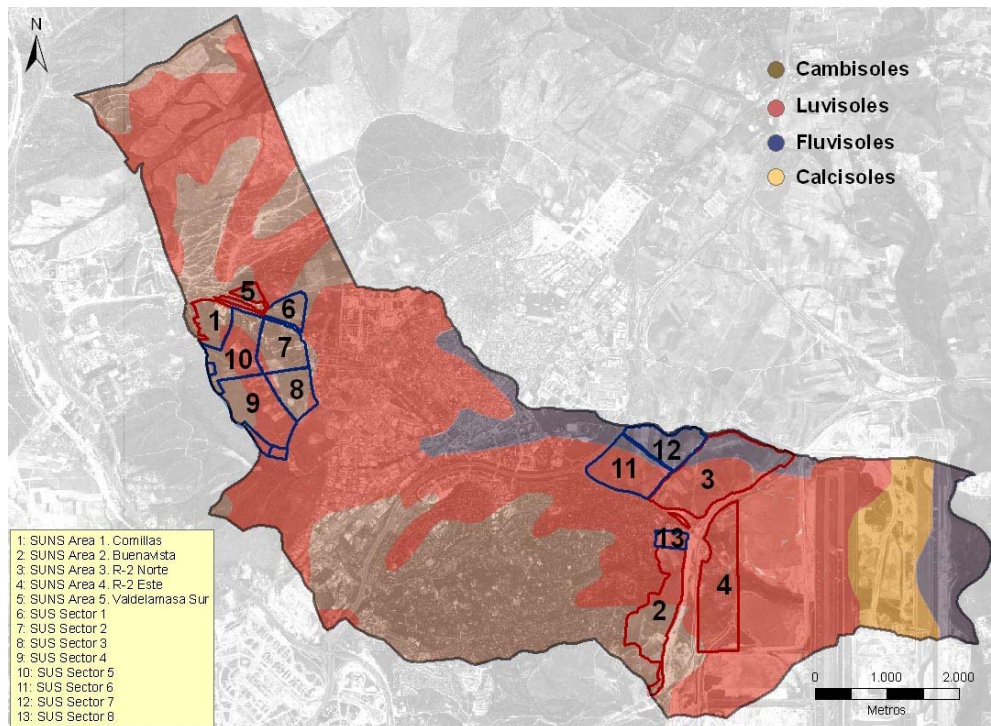 N
Cambisoles
Luvisoles
Fluvisoles
Calcisoles
5
6
1
7
10
8
9
12
11
3
13
4
2
1: SUNS Area 1. Comillas
2: SUNS Area 2. Buenavista
3: SUNS Area 3. R-2 Norte
4: SUNS Area 4. R-2 Este
5: SUNS Area 5. Valdelamasa Sur
6: SUS Sector 1
7: SUS Sector 2
8: SUS Sector 3
9: SUS Sector 4
10: SUS Sector 5
11: SUS Sector 6
12: SUS Sector 7
13: SUS Sector 8
0 1.000 2.000
Metros